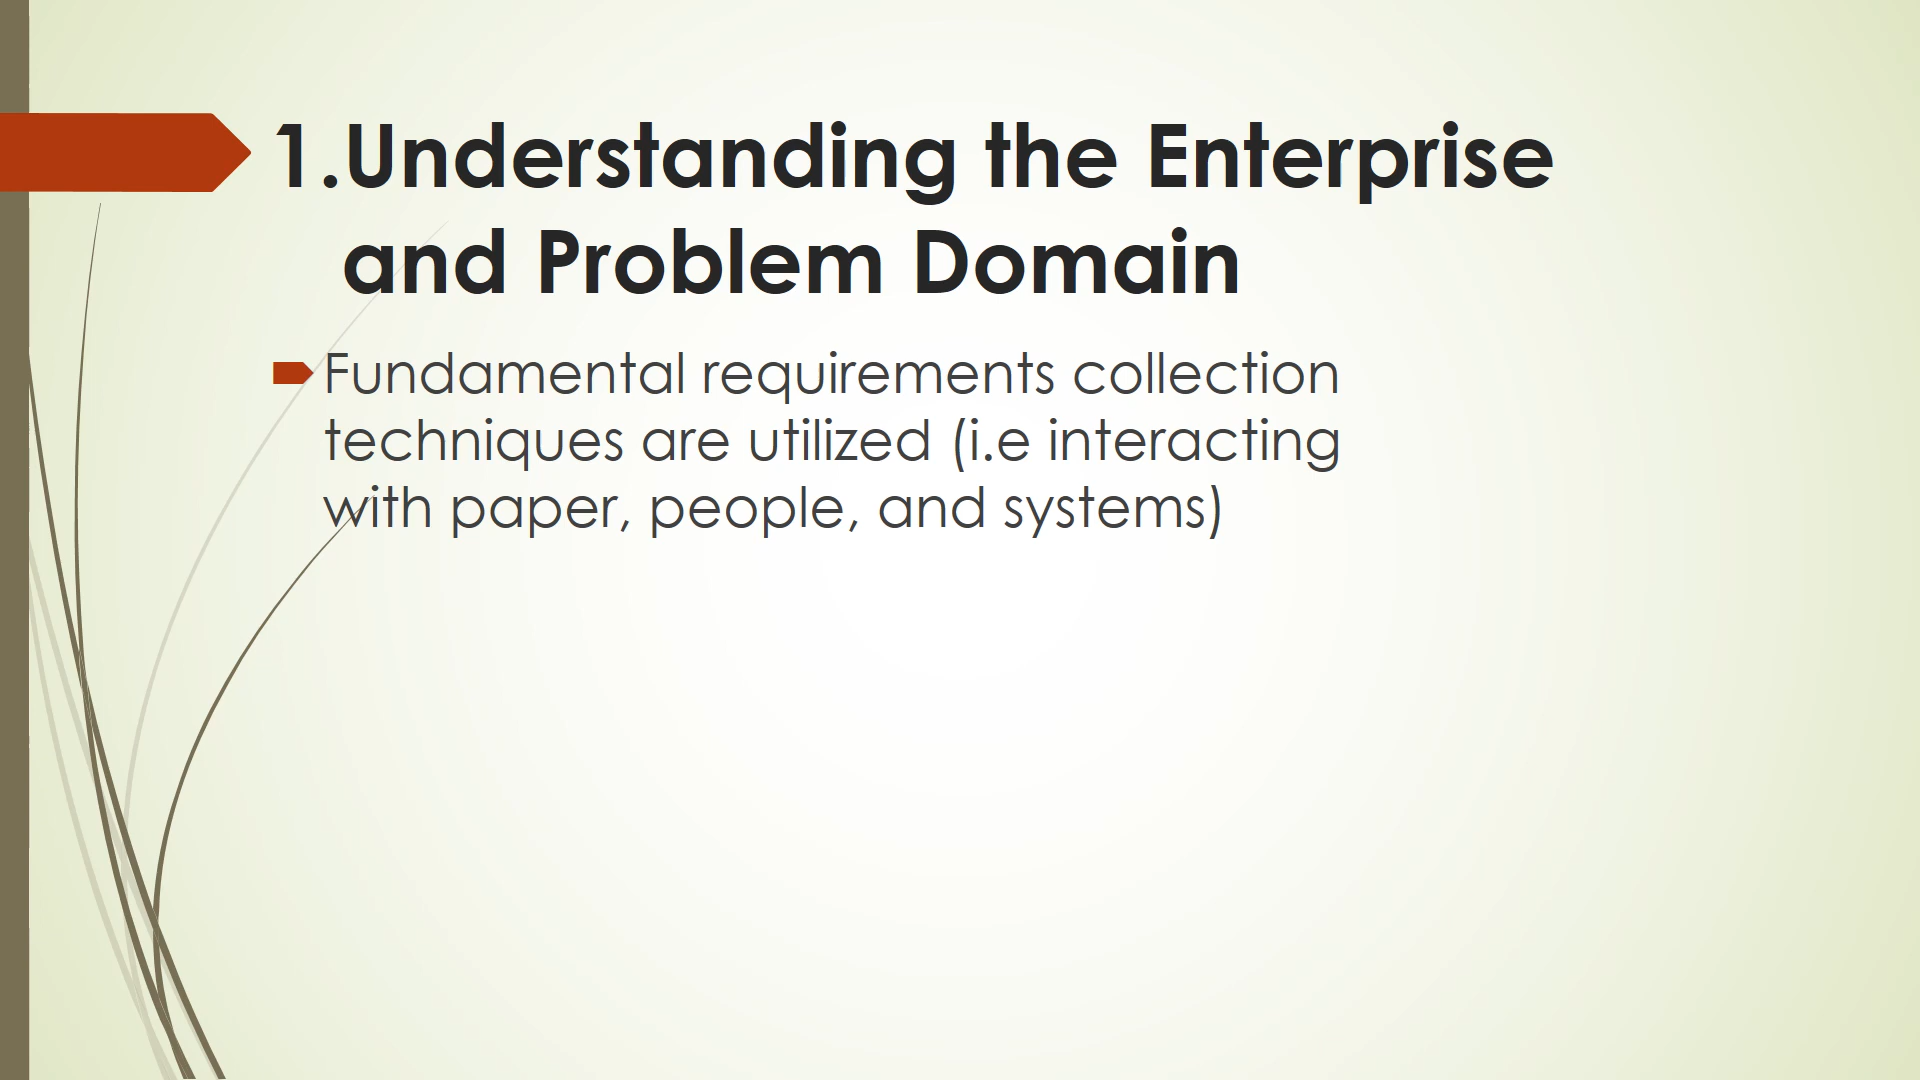 1.Understanding the Enterprise
and Problem Domain
Fundamental requirements collection
techniques are utilized (i.e interacting
with paper, people, and systems)